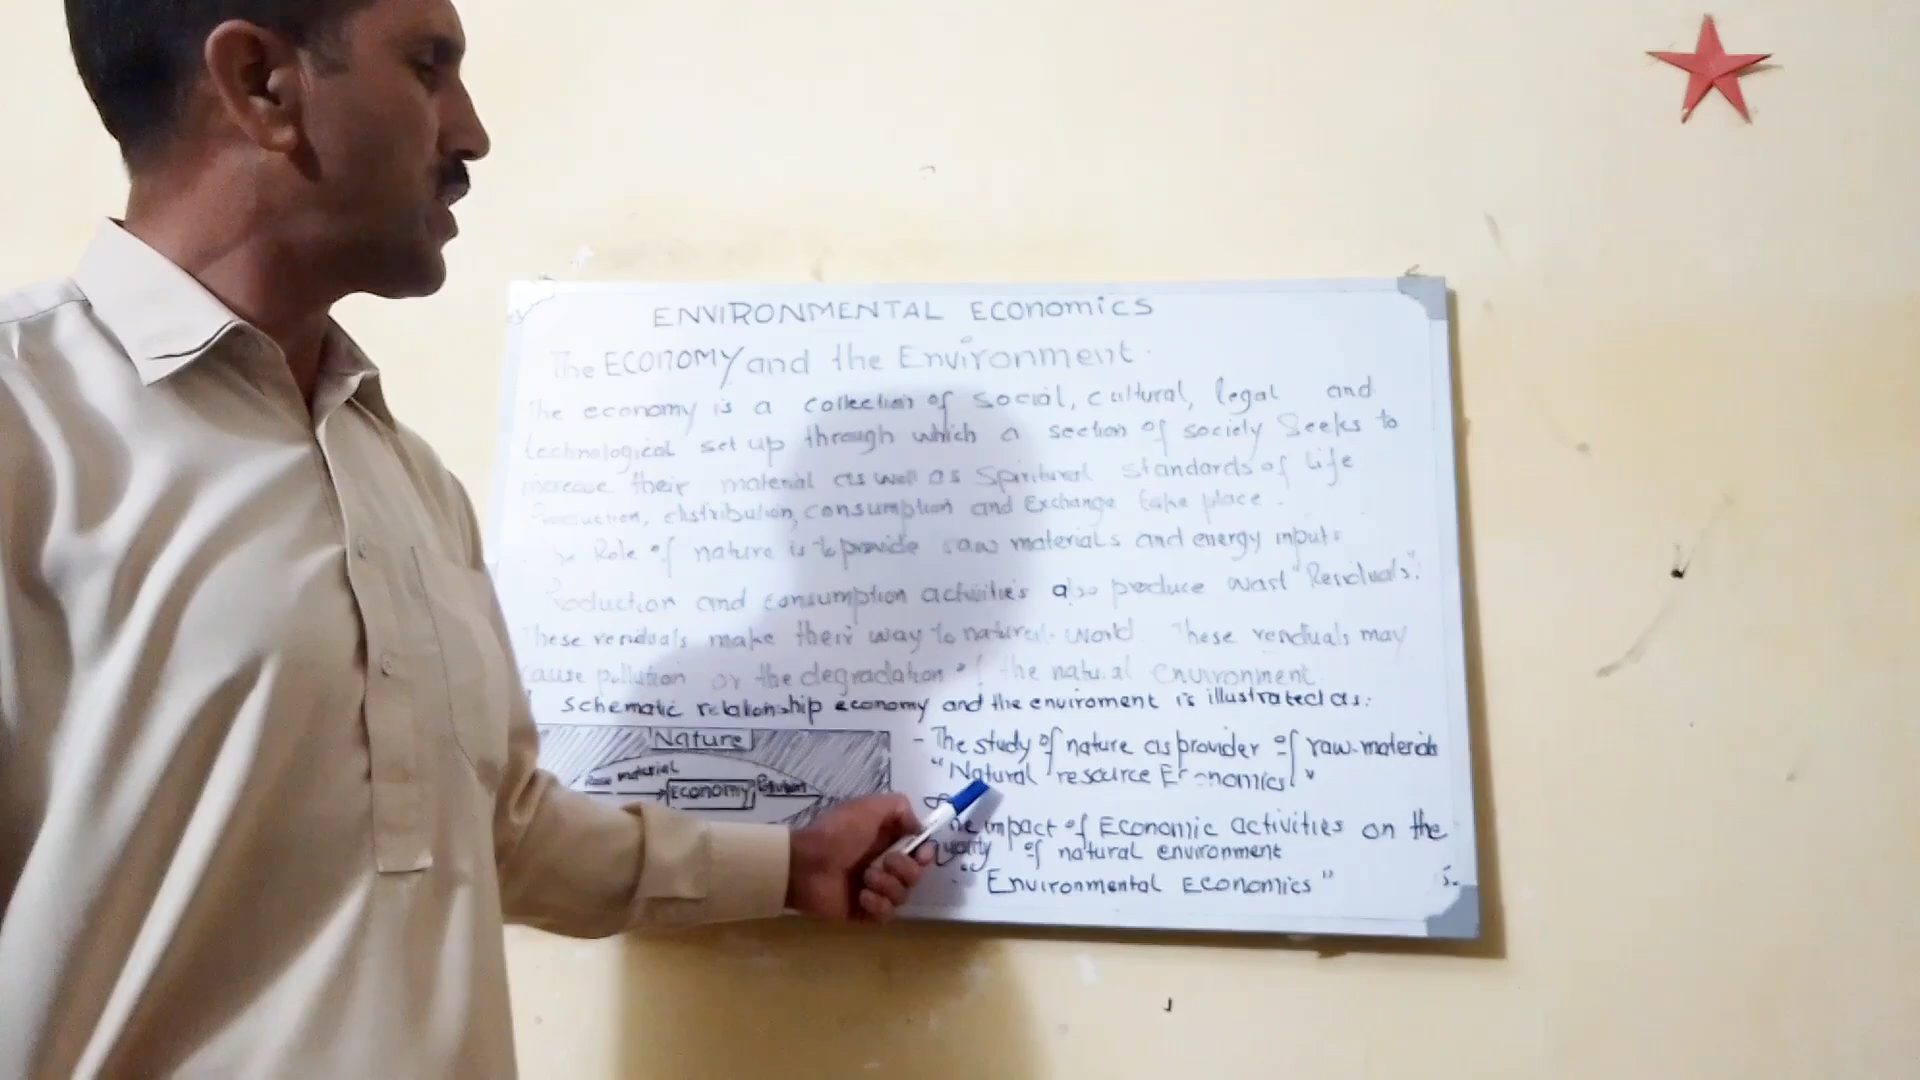 ENVIRONMENTAL ECONOMICS
The ECONOMY and the Environment.
The economy is a collection of social, cultural, legal and
technological set up through which a section of society seeks to
increase their material as well as Spiritural standards of life
Production, distribution, consumption and Exchange take place.
The Role of nature is to provide raw materials and energy inputs
Production and consumption activities also produce wast "Residuals".
These residuals make their way to natural world. These residuals may
cause pollution or the degradation of the natural environment
Schematic relationship economy and the enviroment is illustrated as:
Nature
Raw material
ECONOMY
- The study of nature as provider of raw-materials
"Natural resource Economics"
The impact of Economic activities on the
quality of natural environment
- "Environmental Economics"